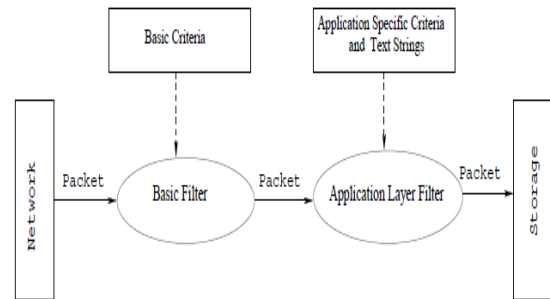 Basic Criteria
Application Specific Criteria
and Text Strings
Network
Packet
Basic Filter
Packet
Application Layer Filter
Packet
Storage